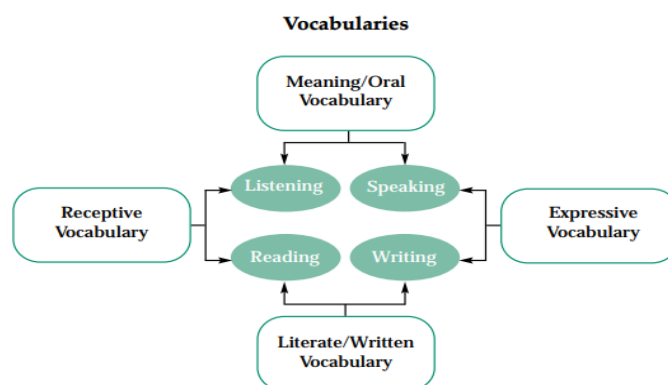 Vocabularies
Meaning/Oral
Vocabulary
Listening
Speaking
Receptive
Vocabulary
Expressive
Vocabulary
Reading
Writing
Literate/Written
Vocabulary